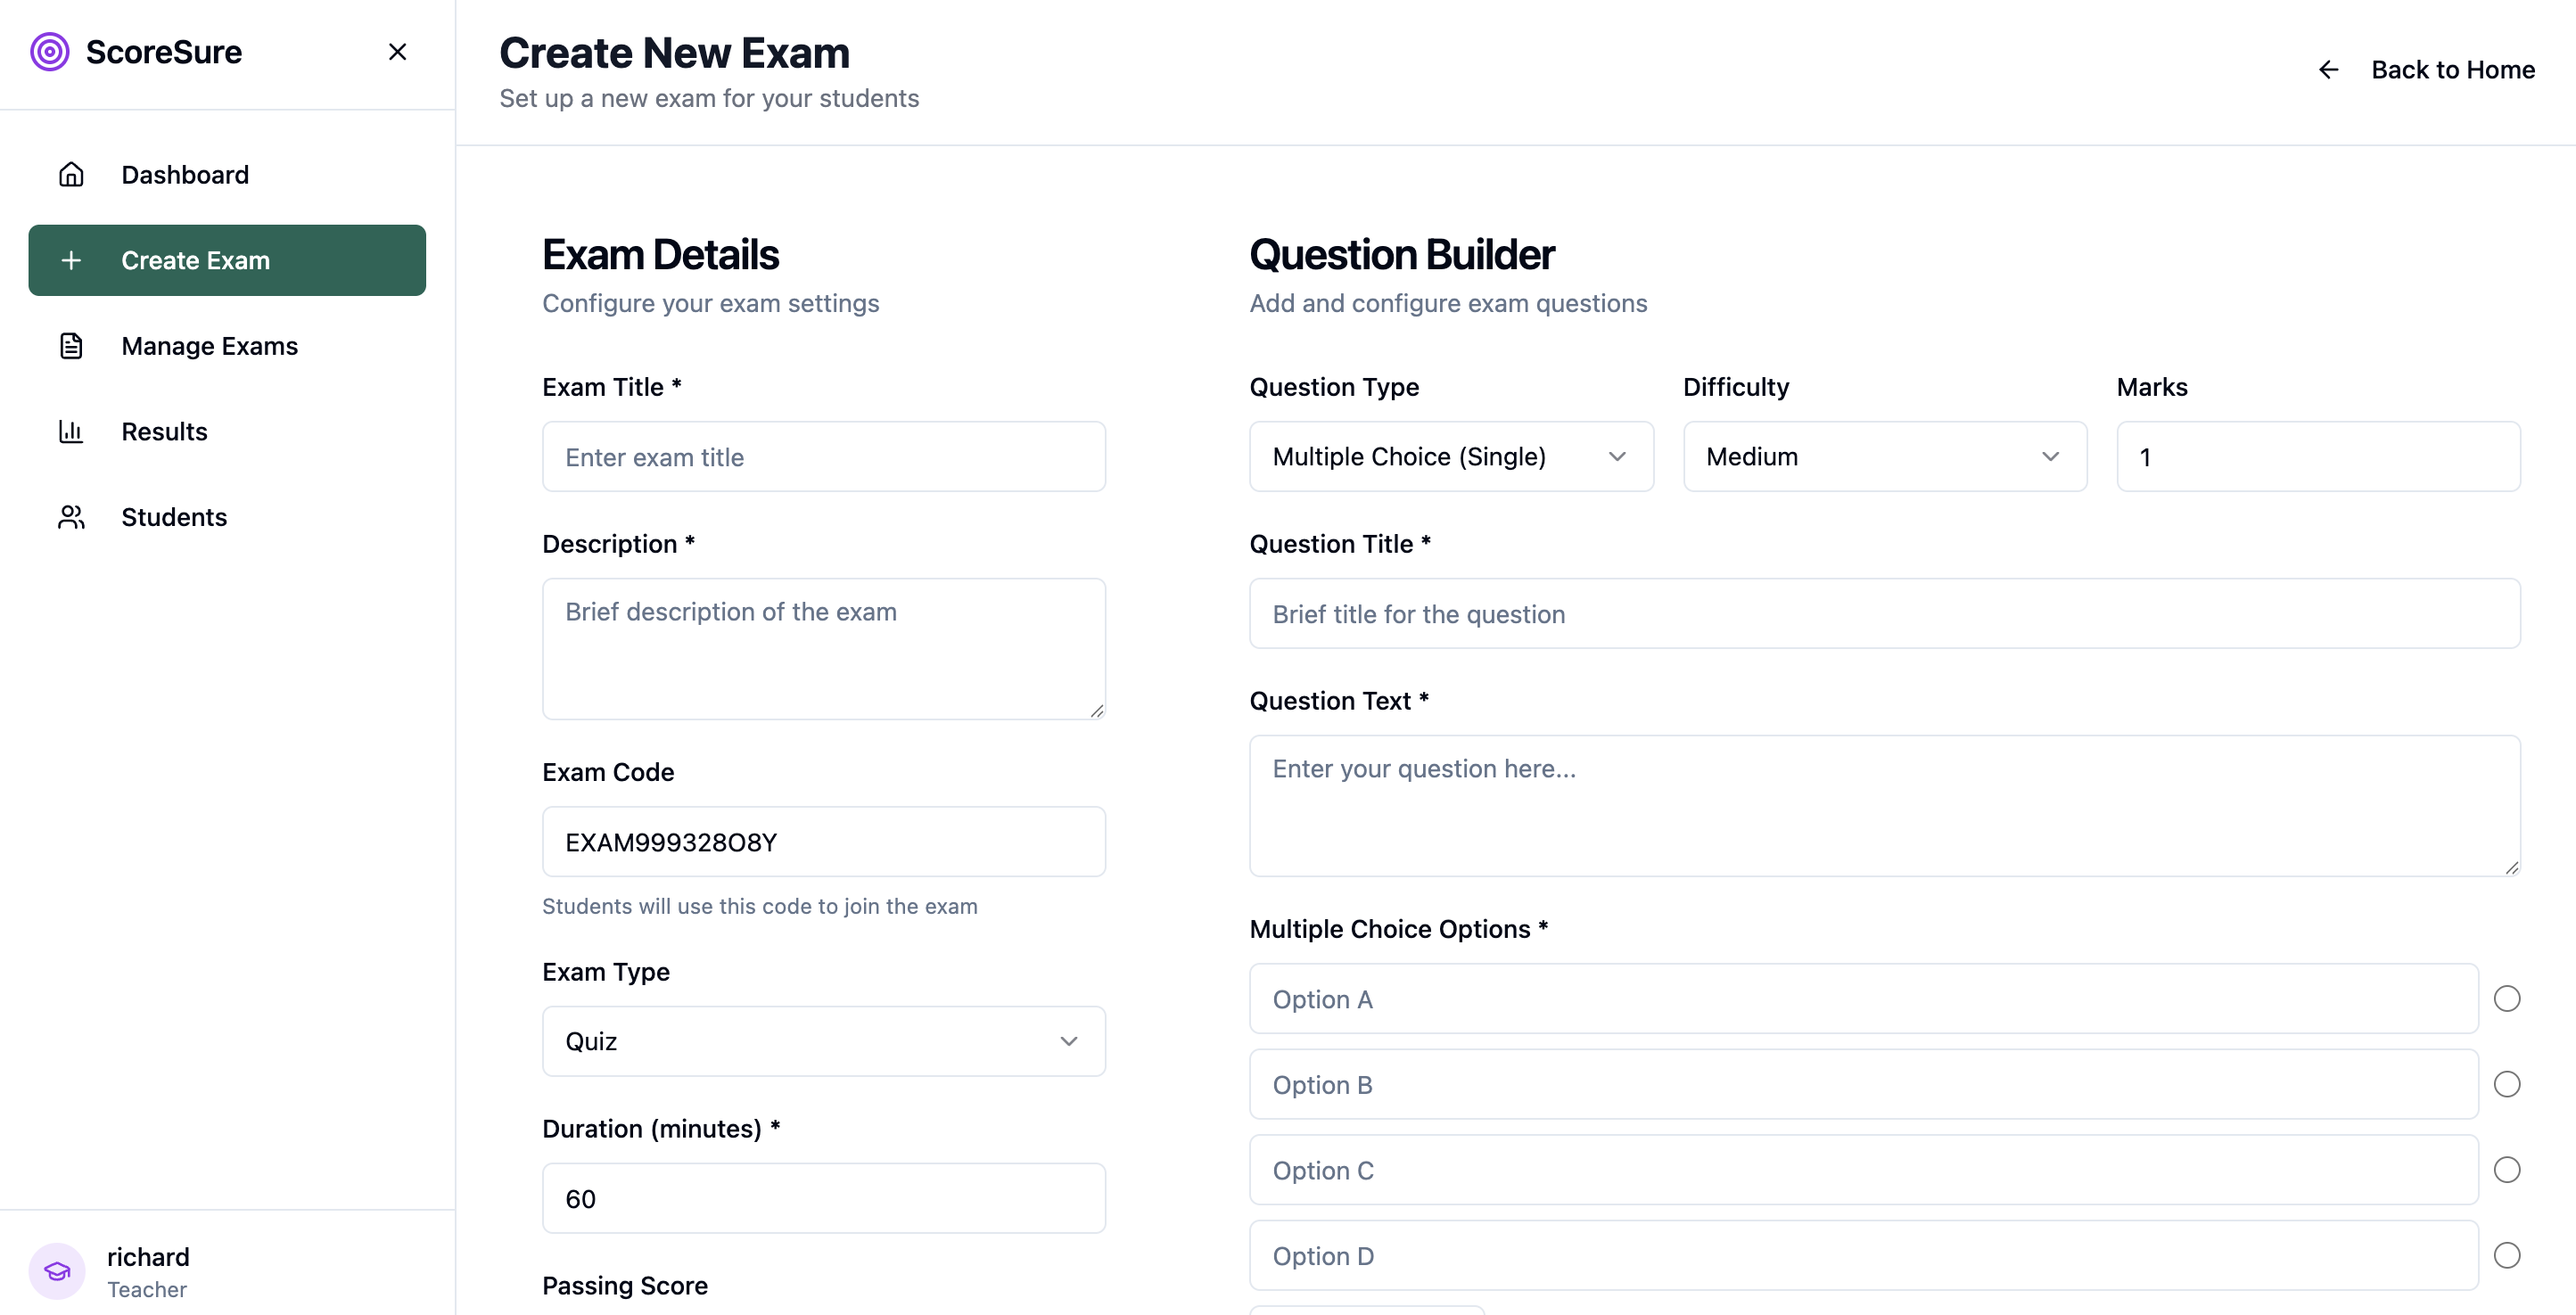 ScoreSure
Dashboard
Create Exam
Manage Exams
Results
Students
richard
Teacher
Create New Exam
Set up a new exam for your students
Back to Home
Exam Details
Configure your exam settings
Exam Title *
Enter exam title
Description *
Brief description of the exam
Exam Code
EXAM999328O8Y
Students will use this code to join the exam
Exam Type
Quiz
Duration (minutes) *
60
Passing Score
Question Builder
Add and configure exam questions
Question Type
Multiple Choice (Single)
Difficulty
Medium
Marks
1
Question Title *
Brief title for the question
Question Text *
Enter your question here...
Multiple Choice Options *
Option A
Option B
Option C
Option D